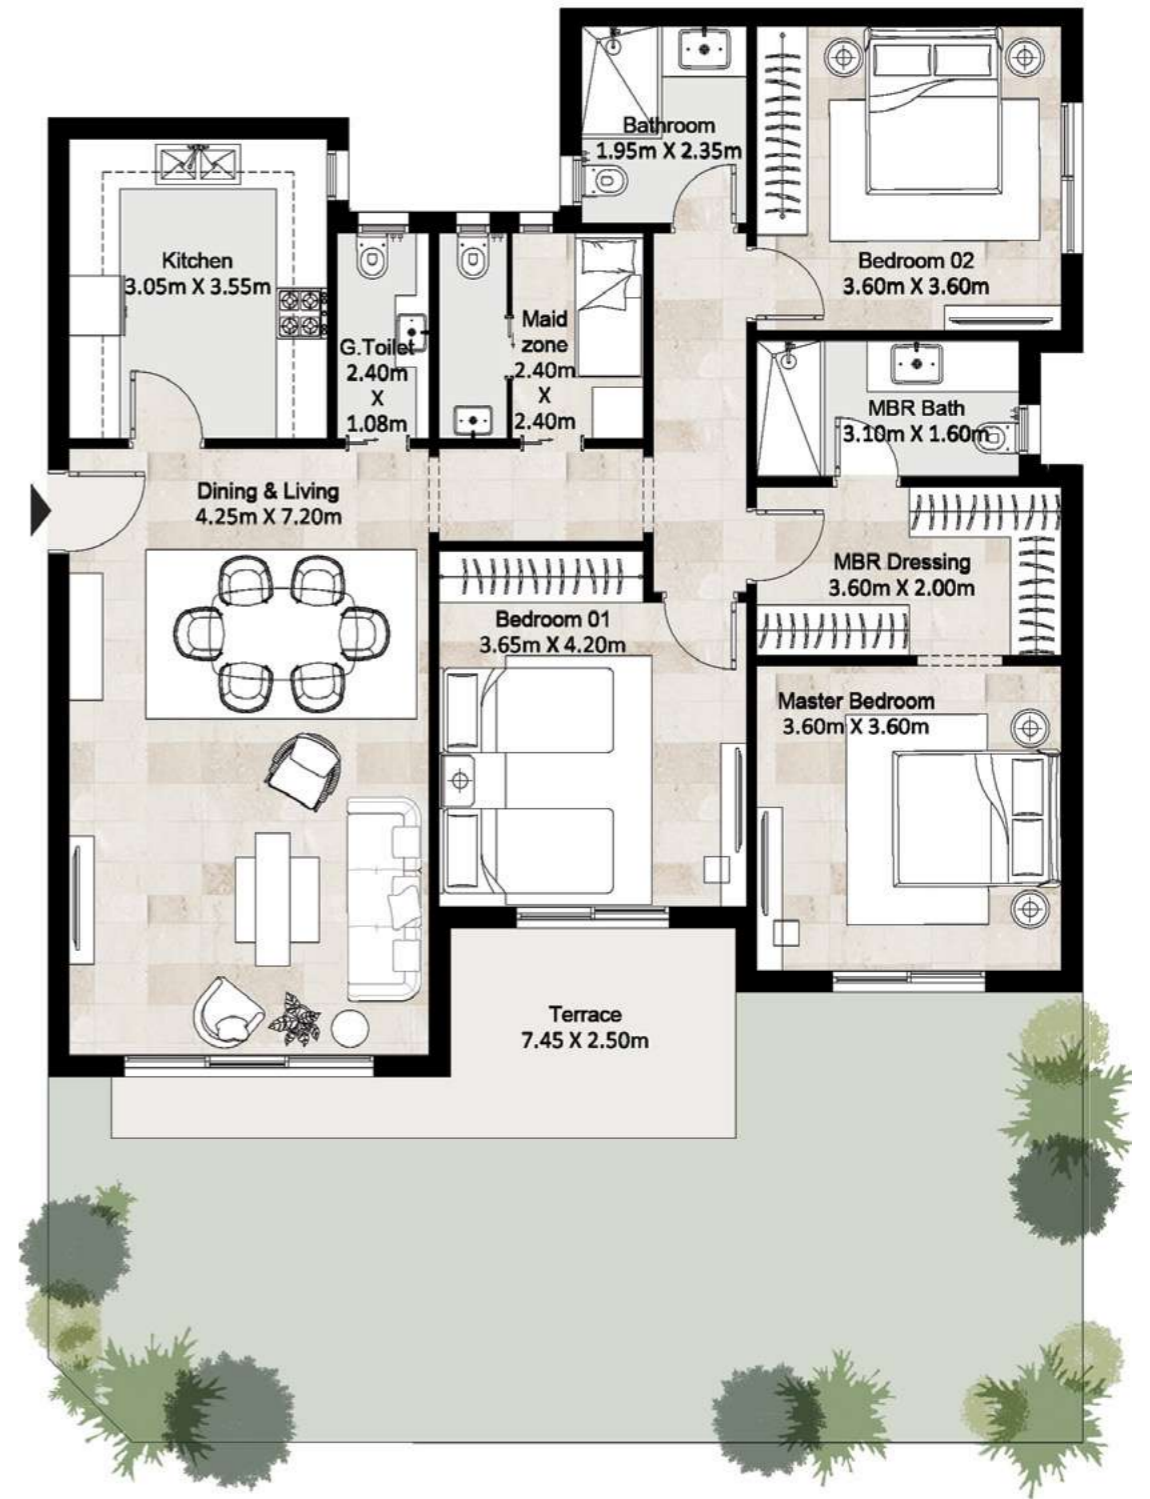 Bathroom
1.95m X 2.35m
Bedroom 02
3.60m X 3.60m
Kitchen
3.05m X 3.55m
G.Toilet
2.40m
X
1.08m
Maid
zone
2.40m
X
2.40m
MBR Bath
3.10m X 1.60m
Dining & Living
4.25m X 7.20m
MBR Dressing
3.60m X 2.00m
Bedroom 01
3.65m X 4.20m
Master Bedroom
3.60m X 3.60m
Terrace
7.45 X 2.50m